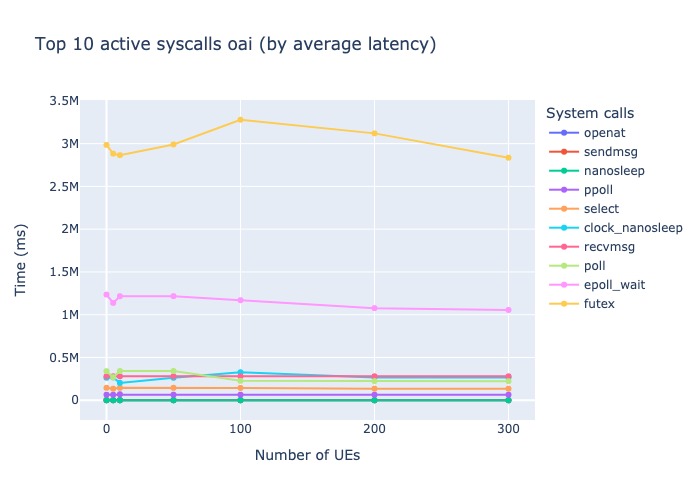 Top 10 active syscalls oai (by average latency)
3.5M
3M
2.5M
2M
1.5M
1M
0.5M
0
Time (ms)
0
100
200
300
Number of UEs
System calls
openat
sendmsg
nanosleep
ppoll
select
clock_nanosleep
recvmsg
poll
epoll_wait
futex